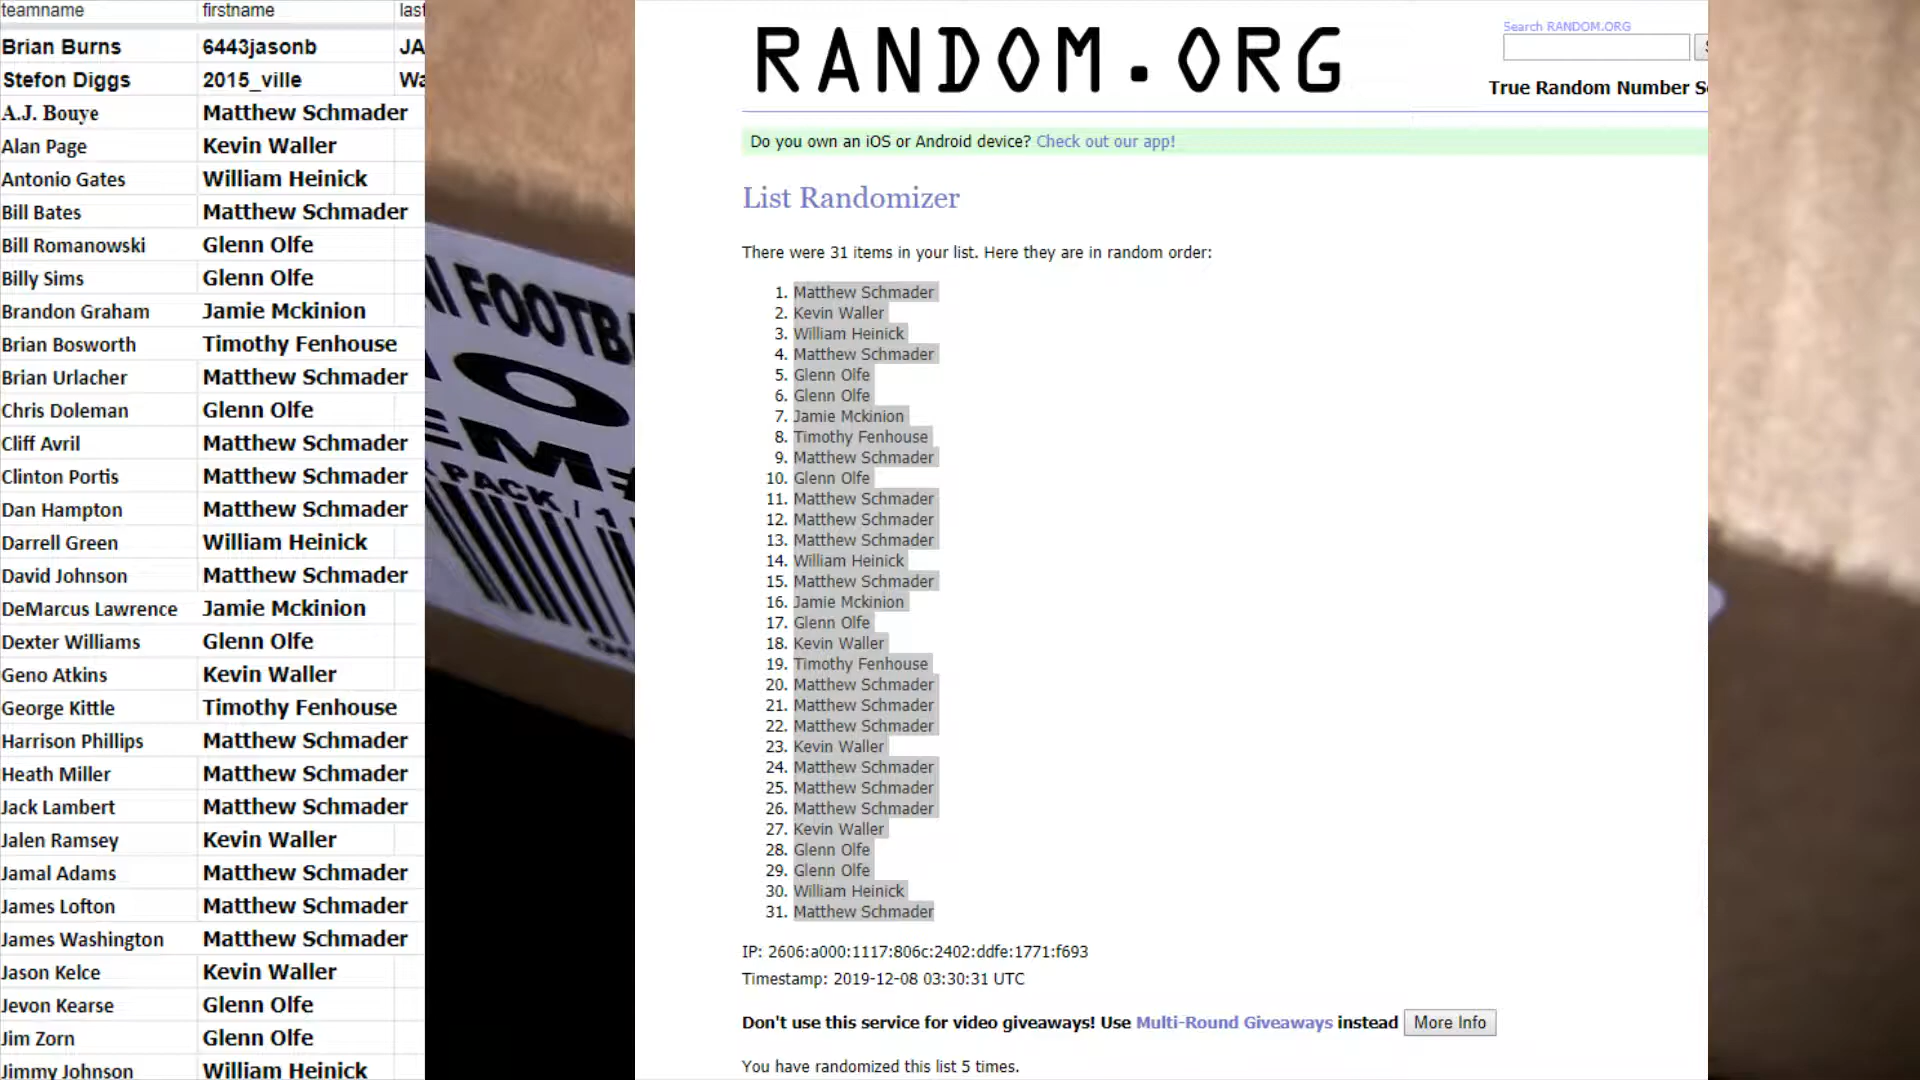 teamname firstname last
Brian Burns 6443jasonb JA
Stefon Diggs 2015_ville Wa
A.J. Bouye Matthew Schmader
Alan Page Kevin Waller
Antonio Gates William Heinick
Bill Bates Matthew Schmader
Bill Romanowski Glenn Olfe
Billy Sims Glenn Olfe
Brandon Graham Jamie Mckinion
Brian Bosworth Timothy Fenhouse
Brian Urlacher Matthew Schmader
Chris Doleman Glenn Olfe
Cliff Avril Matthew Schmader
Clinton Portis Matthew Schmader
Dan Hampton Matthew Schmader
Darrell Green William Heinick
David Johnson Matthew Schmader
DeMarcus Lawrence Jamie Mckinion
Dexter Williams Glenn Olfe
Geno Atkins Kevin Waller
George Kittle Timothy Fenhouse
Harrison Phillips Matthew Schmader
Heath Miller Matthew Schmader
Jack Lambert Matthew Schmader
Jalen Ramsey Kevin Waller
Jamal Adams Matthew Schmader
James Lofton Matthew Schmader
James Washington Matthew Schmader
Jason Kelce Kevin Waller
Jevon Kearse Glenn Olfe
Jim Zorn Glenn Olfe
Jimmy Johnson William Heinick
FOOTB
PACK / 1
RANDOM.ORG
Search RANDOM.ORG
True Random Number S
Do you own an iOS or Android device? Check out our app!
List Randomizer
There were 31 items in your list. Here they are in random order:
1. Matthew Schmader
2. Kevin Waller
3. William Heinick
4. Matthew Schmader
5. Glenn Olfe
6. Glenn Olfe
7. Jamie Mckinion
8. Timothy Fenhouse
9. Matthew Schmader
10. Glenn Olfe
11. Matthew Schmader
12. Matthew Schmader
13. Matthew Schmader
14. William Heinick
15. Matthew Schmader
16. Jamie Mckinion
17. Glenn Olfe
18. Kevin Waller
19. Timothy Fenhouse
20. Matthew Schmader
21. Matthew Schmader
22. Matthew Schmader
23. Kevin Waller
24. Matthew Schmader
25. Matthew Schmader
26. Matthew Schmader
27. Kevin Waller
28. Glenn Olfe
29. Glenn Olfe
30. William Heinick
31. Matthew Schmader
IP: 2606:a000:1117:806c:2402:ddfe:1771:f693
Timestamp: 2019-12-08 03:30:31 UTC
Don't use this service for video giveaways! Use Multi-Round Giveaways instead More Info
You have randomized this list 5 times.